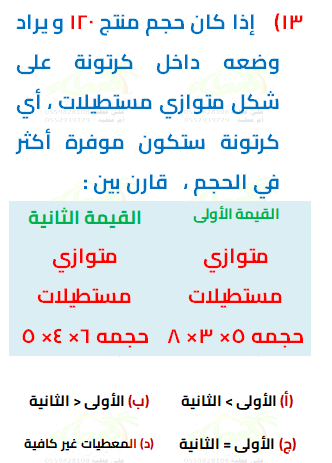 ١٣) إذا كان حجم منتج ١٢٠ و يراد
وضعه داخل كرتونة على
شكل متوازي مستطيلات ، أي
كرتونة ستكون موفرة أكثر
في الحجم ، قارن بين :
القيمة الأولى القيمة الثانية
متوازي متوازي
مستطيلات مستطيلات
حجمه ٥× ٣× ٨ حجمه ٦× ٤× ٥
(أ) الأولى > الثانية (ب) الأولى < الثانية
(ج) الأولى = الثانية (د) المعطيات غير كافية